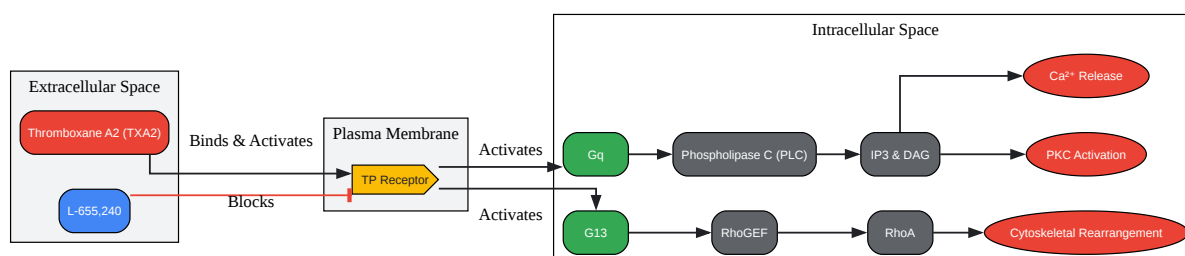 Extracellular Space
Thromboxane A2 (TXA2)
L-655,240
Binds & Activates
Blocks
Plasma Membrane
TP Receptor
Activates
Activates
Intracellular Space
Gq
Phospholipase C (PLC)
IP3 & DAG
Ca²⁺ Release
PKC Activation
G13
RhoGEF
RhoA
Cytoskeletal Rearrangement